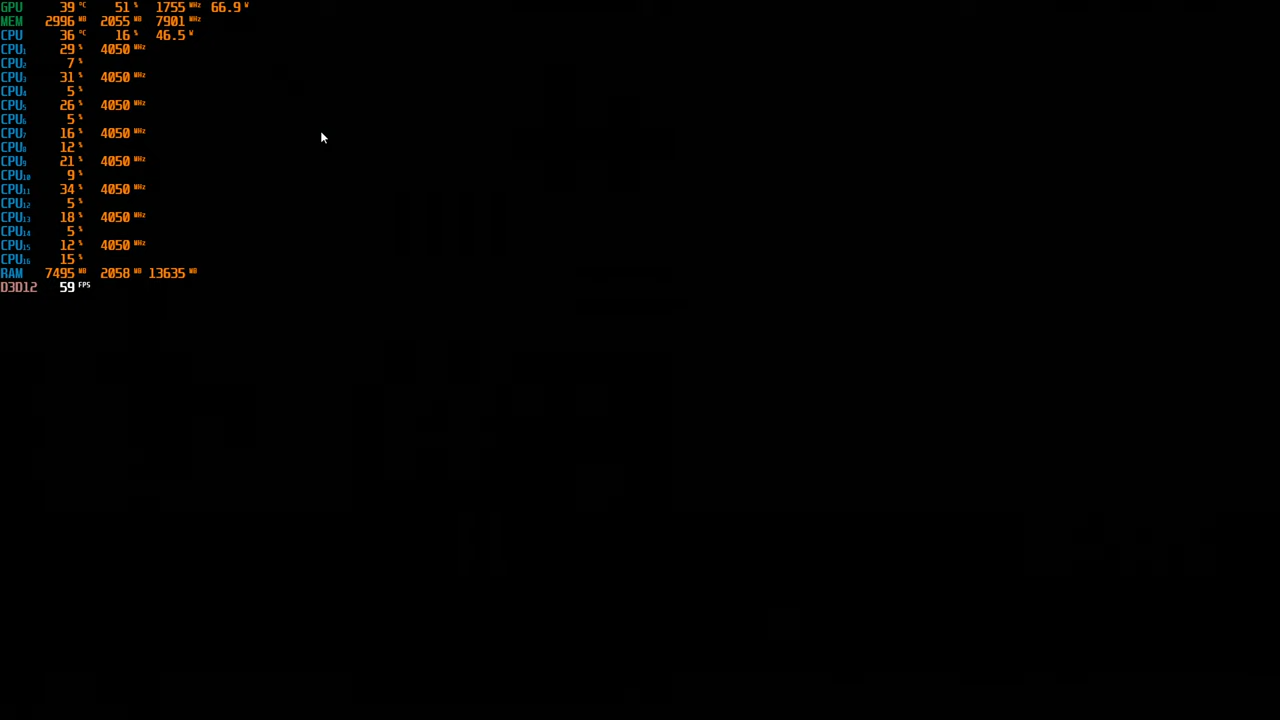 GPU 39 °C 51 % 1755 MHz 66.9 W
MEM 2996 MB 2055 MB 7901 MHz
CPU 36 °C 16 % 46.5 W
CPU1 29 % 4050 MHz
CPU2 7 %
CPU3 31 % 4050 MHz
CPU4 5 %
CPU5 26 % 4050 MHz
CPU6 5 %
CPU7 16 % 4050 MHz
CPU8 12 %
CPU9 21 % 4050 MHz
CPU10 9 %
CPU11 34 % 4050 MHz
CPU12 5 %
CPU13 18 % 4050 MHz
CPU14 5 %
CPU15 12 % 4050 MHz
CPU16 15 %
RAM 7495 MB 2058 MB 13635 MB
D3D12 59 FPS